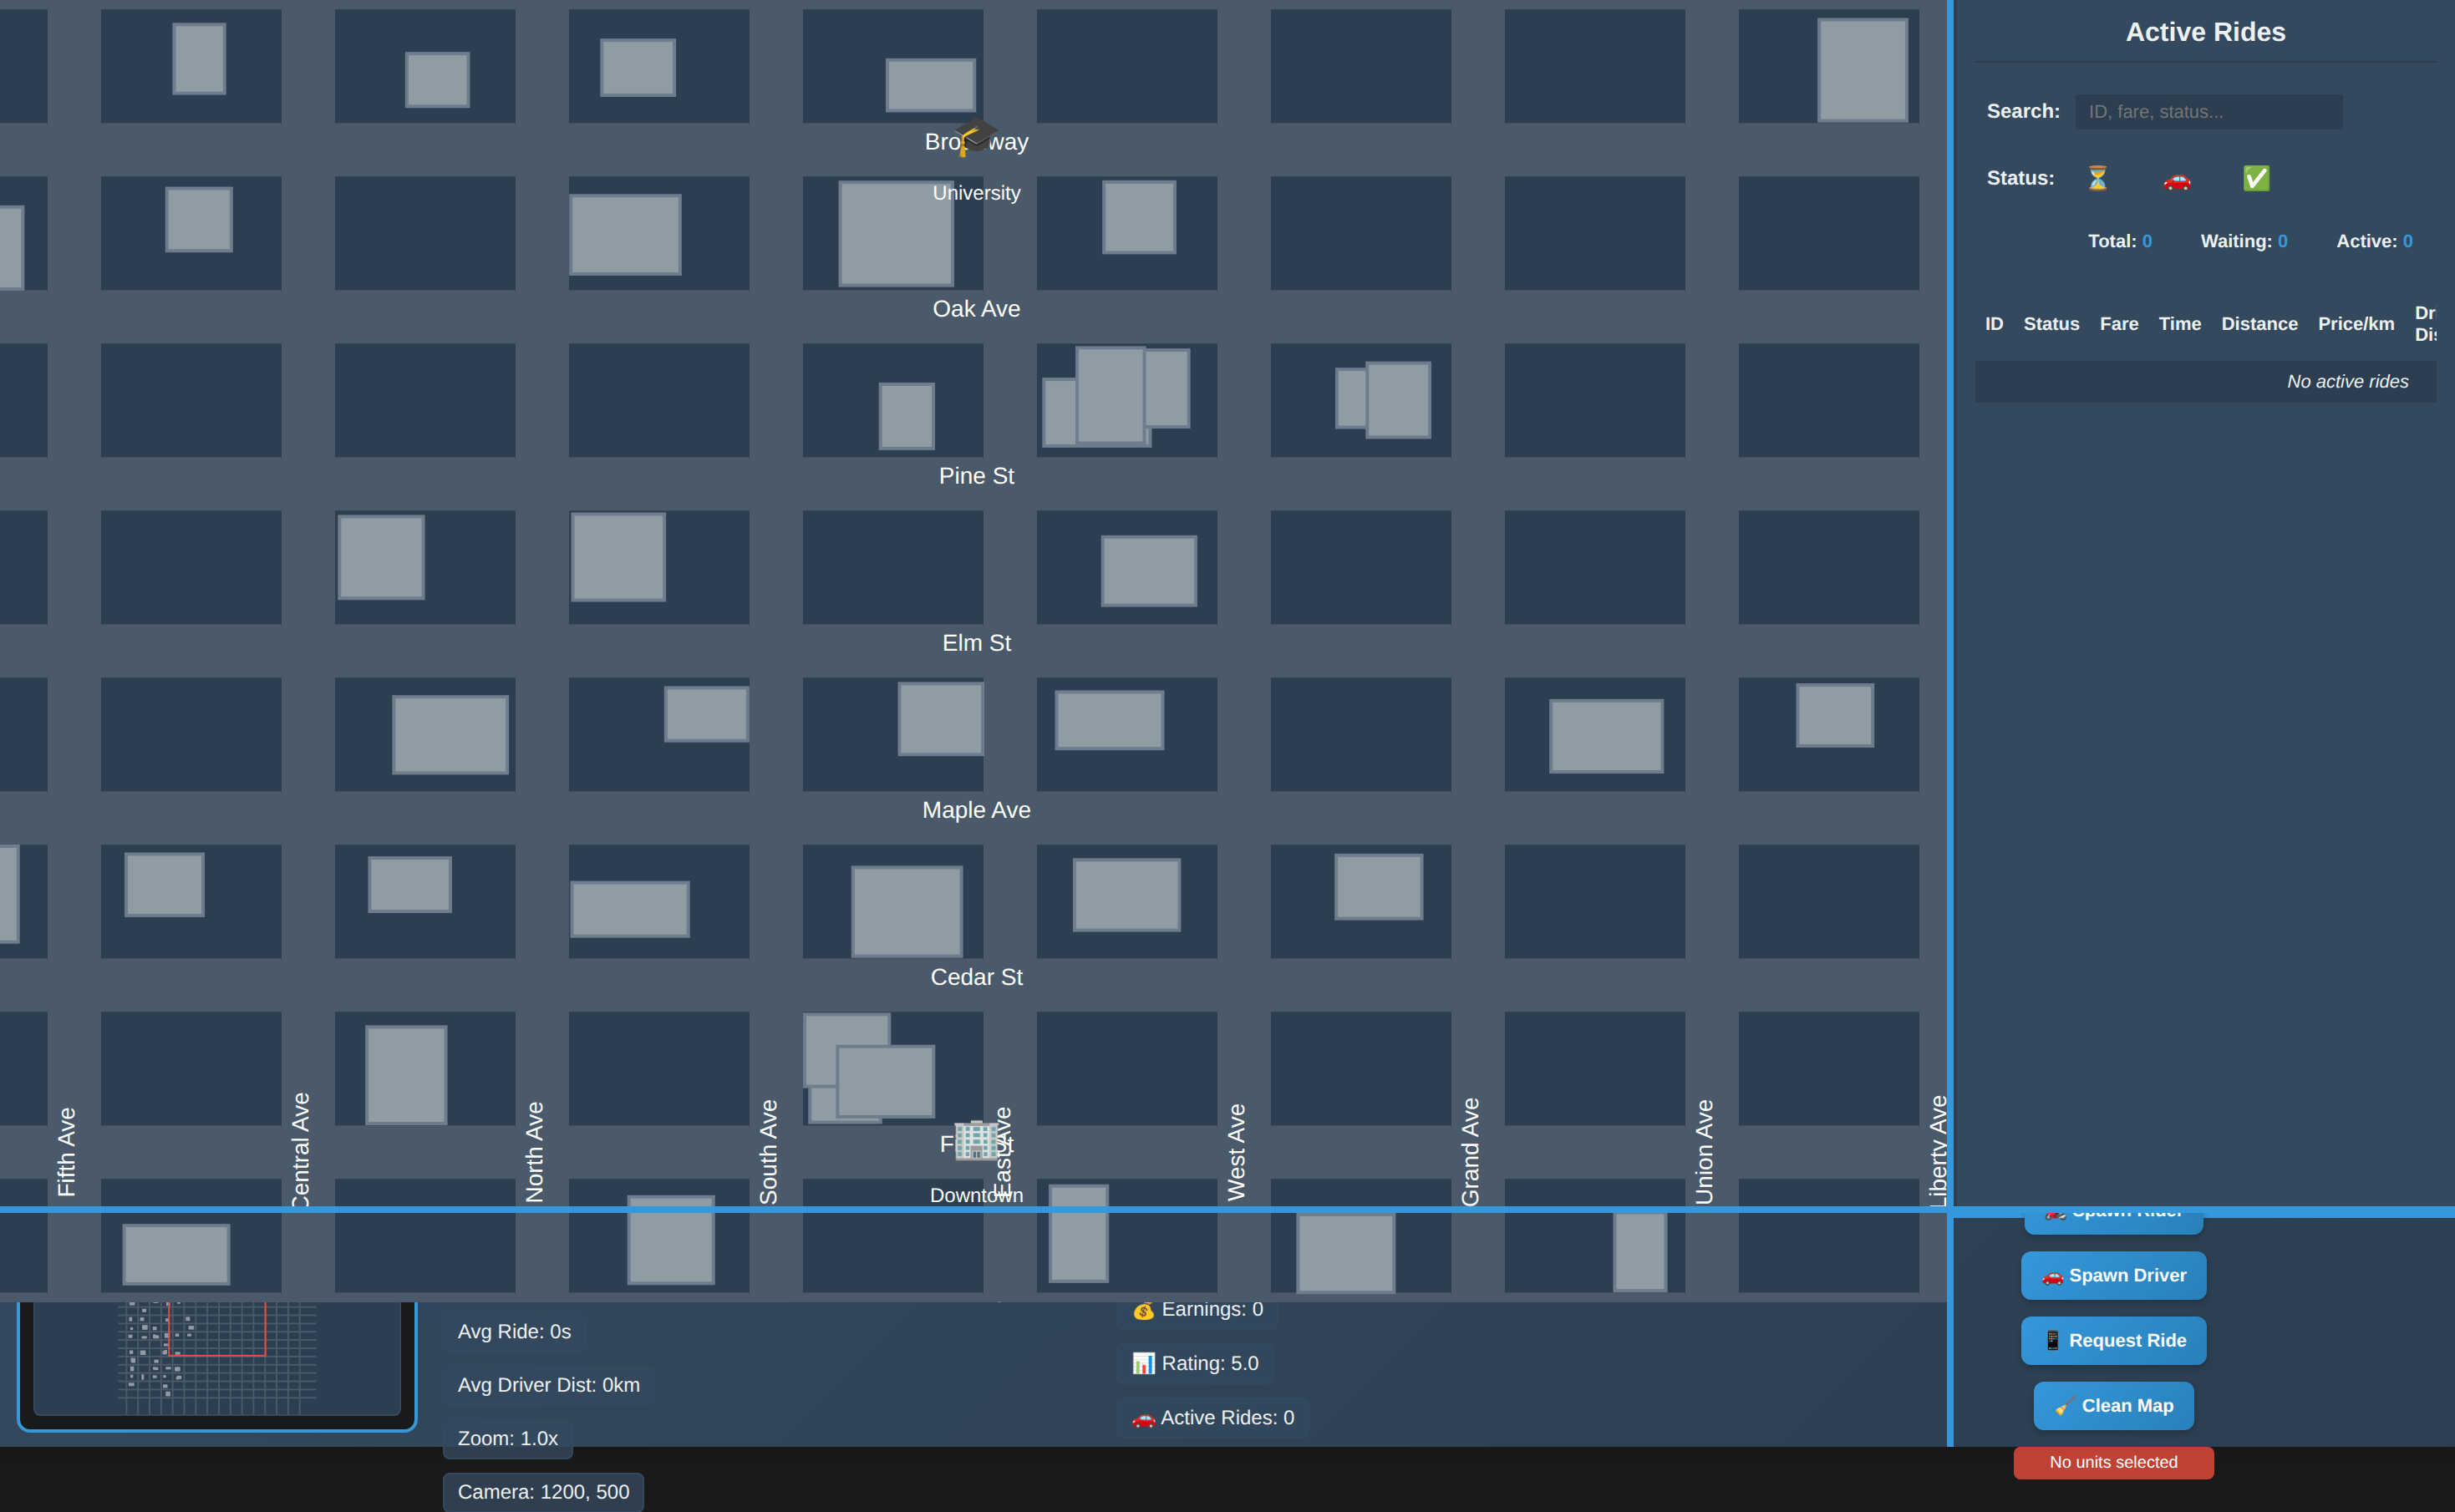 Active Rides
Search: ID, fare, status...
Status:
Total: 0 Waiting: 0 Active: 0
ID Status Fare Time Distance Price/km
No active rides
University
Oak Ave
Pine St
Elm St
Maple Ave
Cedar St
Downtown
Fifth Ave
Central Ave
North Ave
South Ave
East Ave
West Ave
Grand Ave
Union Ave
Liberty Ave
Avg Ride: 0s
Avg Driver Dist: 0km
Zoom: 1.0x
Camera: 1200, 500
Earnings: 0
Rating: 5.0
Active Rides: 0
Spawn Rider
Spawn Driver
Request Ride
Clean Map
No units selected